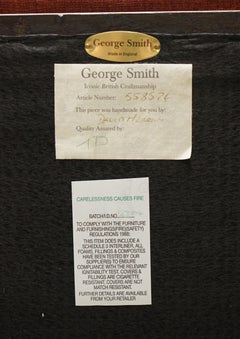 George Smith
Made in England
George Smith
Iconic British Craftmanship
Article Number:
This piece was handmade for you by:
Quality Assured by:
CARELESSNESS CAUSES FIRE
BATCH/I.D.NO.
TO COMPLY WITH THE FURNITURE
AND FURNISHINGS(FIRE)(SAFETY)
REGULATIONS 1988;
THIS ITEM DOES INCLUDE A
SCHEDULE 3 INTERLINER, ALL
FOAMS, FILLINGS & COMPOSITES
HAVE BEEN TESTED BY OUR
SUPPLIERS TO ENSURE
COMPLIANCE WITH THE RELEVANT
IGNITABILITY TEST. COVERS &
FILLINGS ARE CIGARETTE
RESISTANT. COVERS ARE NOT
MATCH RESISTANT.
FURTHER DETAILS ARE AVAILABLE
FROM YOUR RETAILER